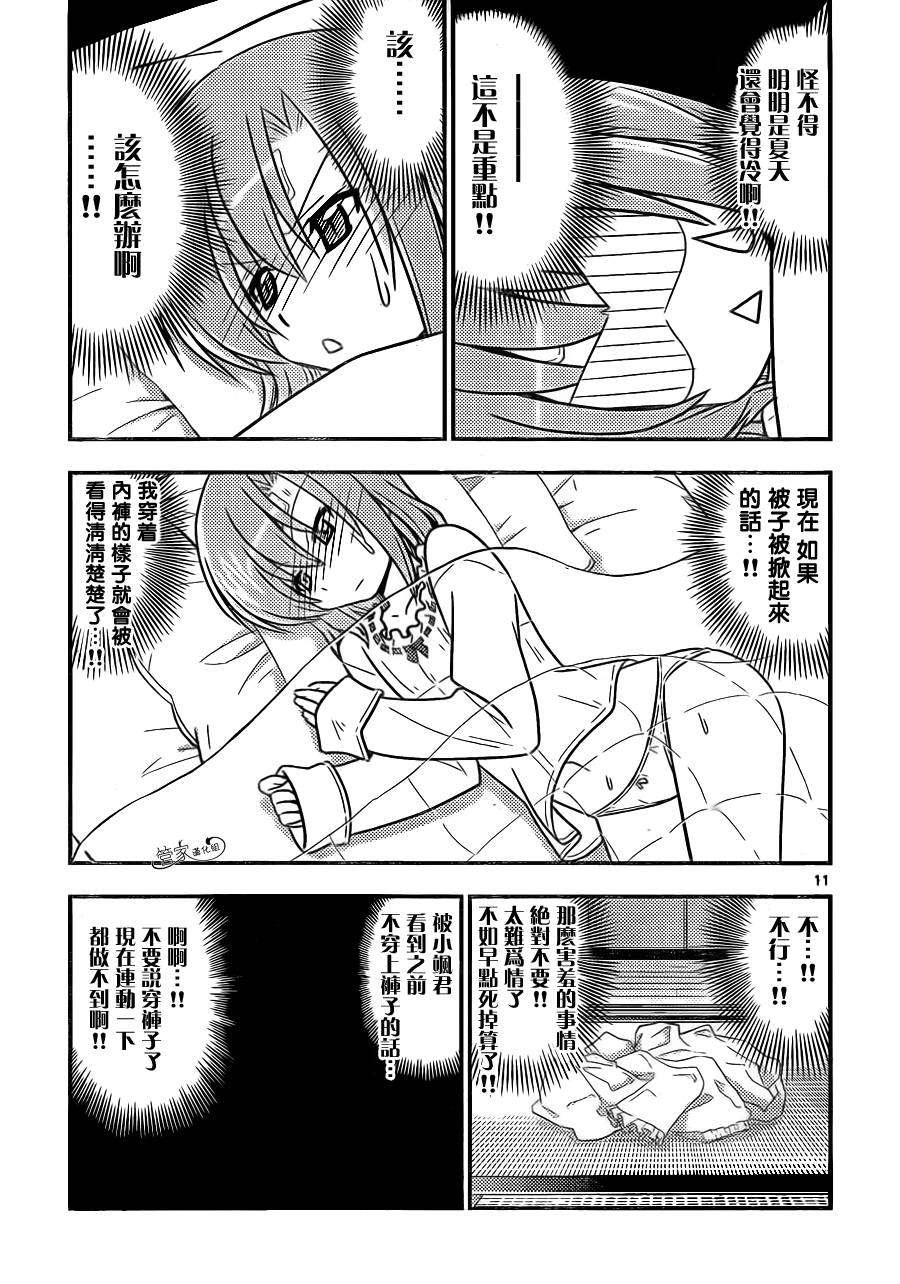 怪不得
明明是夏天
還會覺得冷啊!!
——這不是重點!!
該……
該怎麼辦啊
……!!
現在 如果
被子被掀起來
的話…!!
我穿着
內褲的樣子就會被
看得清清楚楚了…!!
管家進化組
11
不…!!
不行…!!
那麼害羞的事情
絕對不要!!
太難爲情了
不如早點死掉算了!!
被小颯君
看到之前
不穿上褲子的話…
啊啊…!!
不要説穿褲子了
現在連動一下
都做不到啊!!